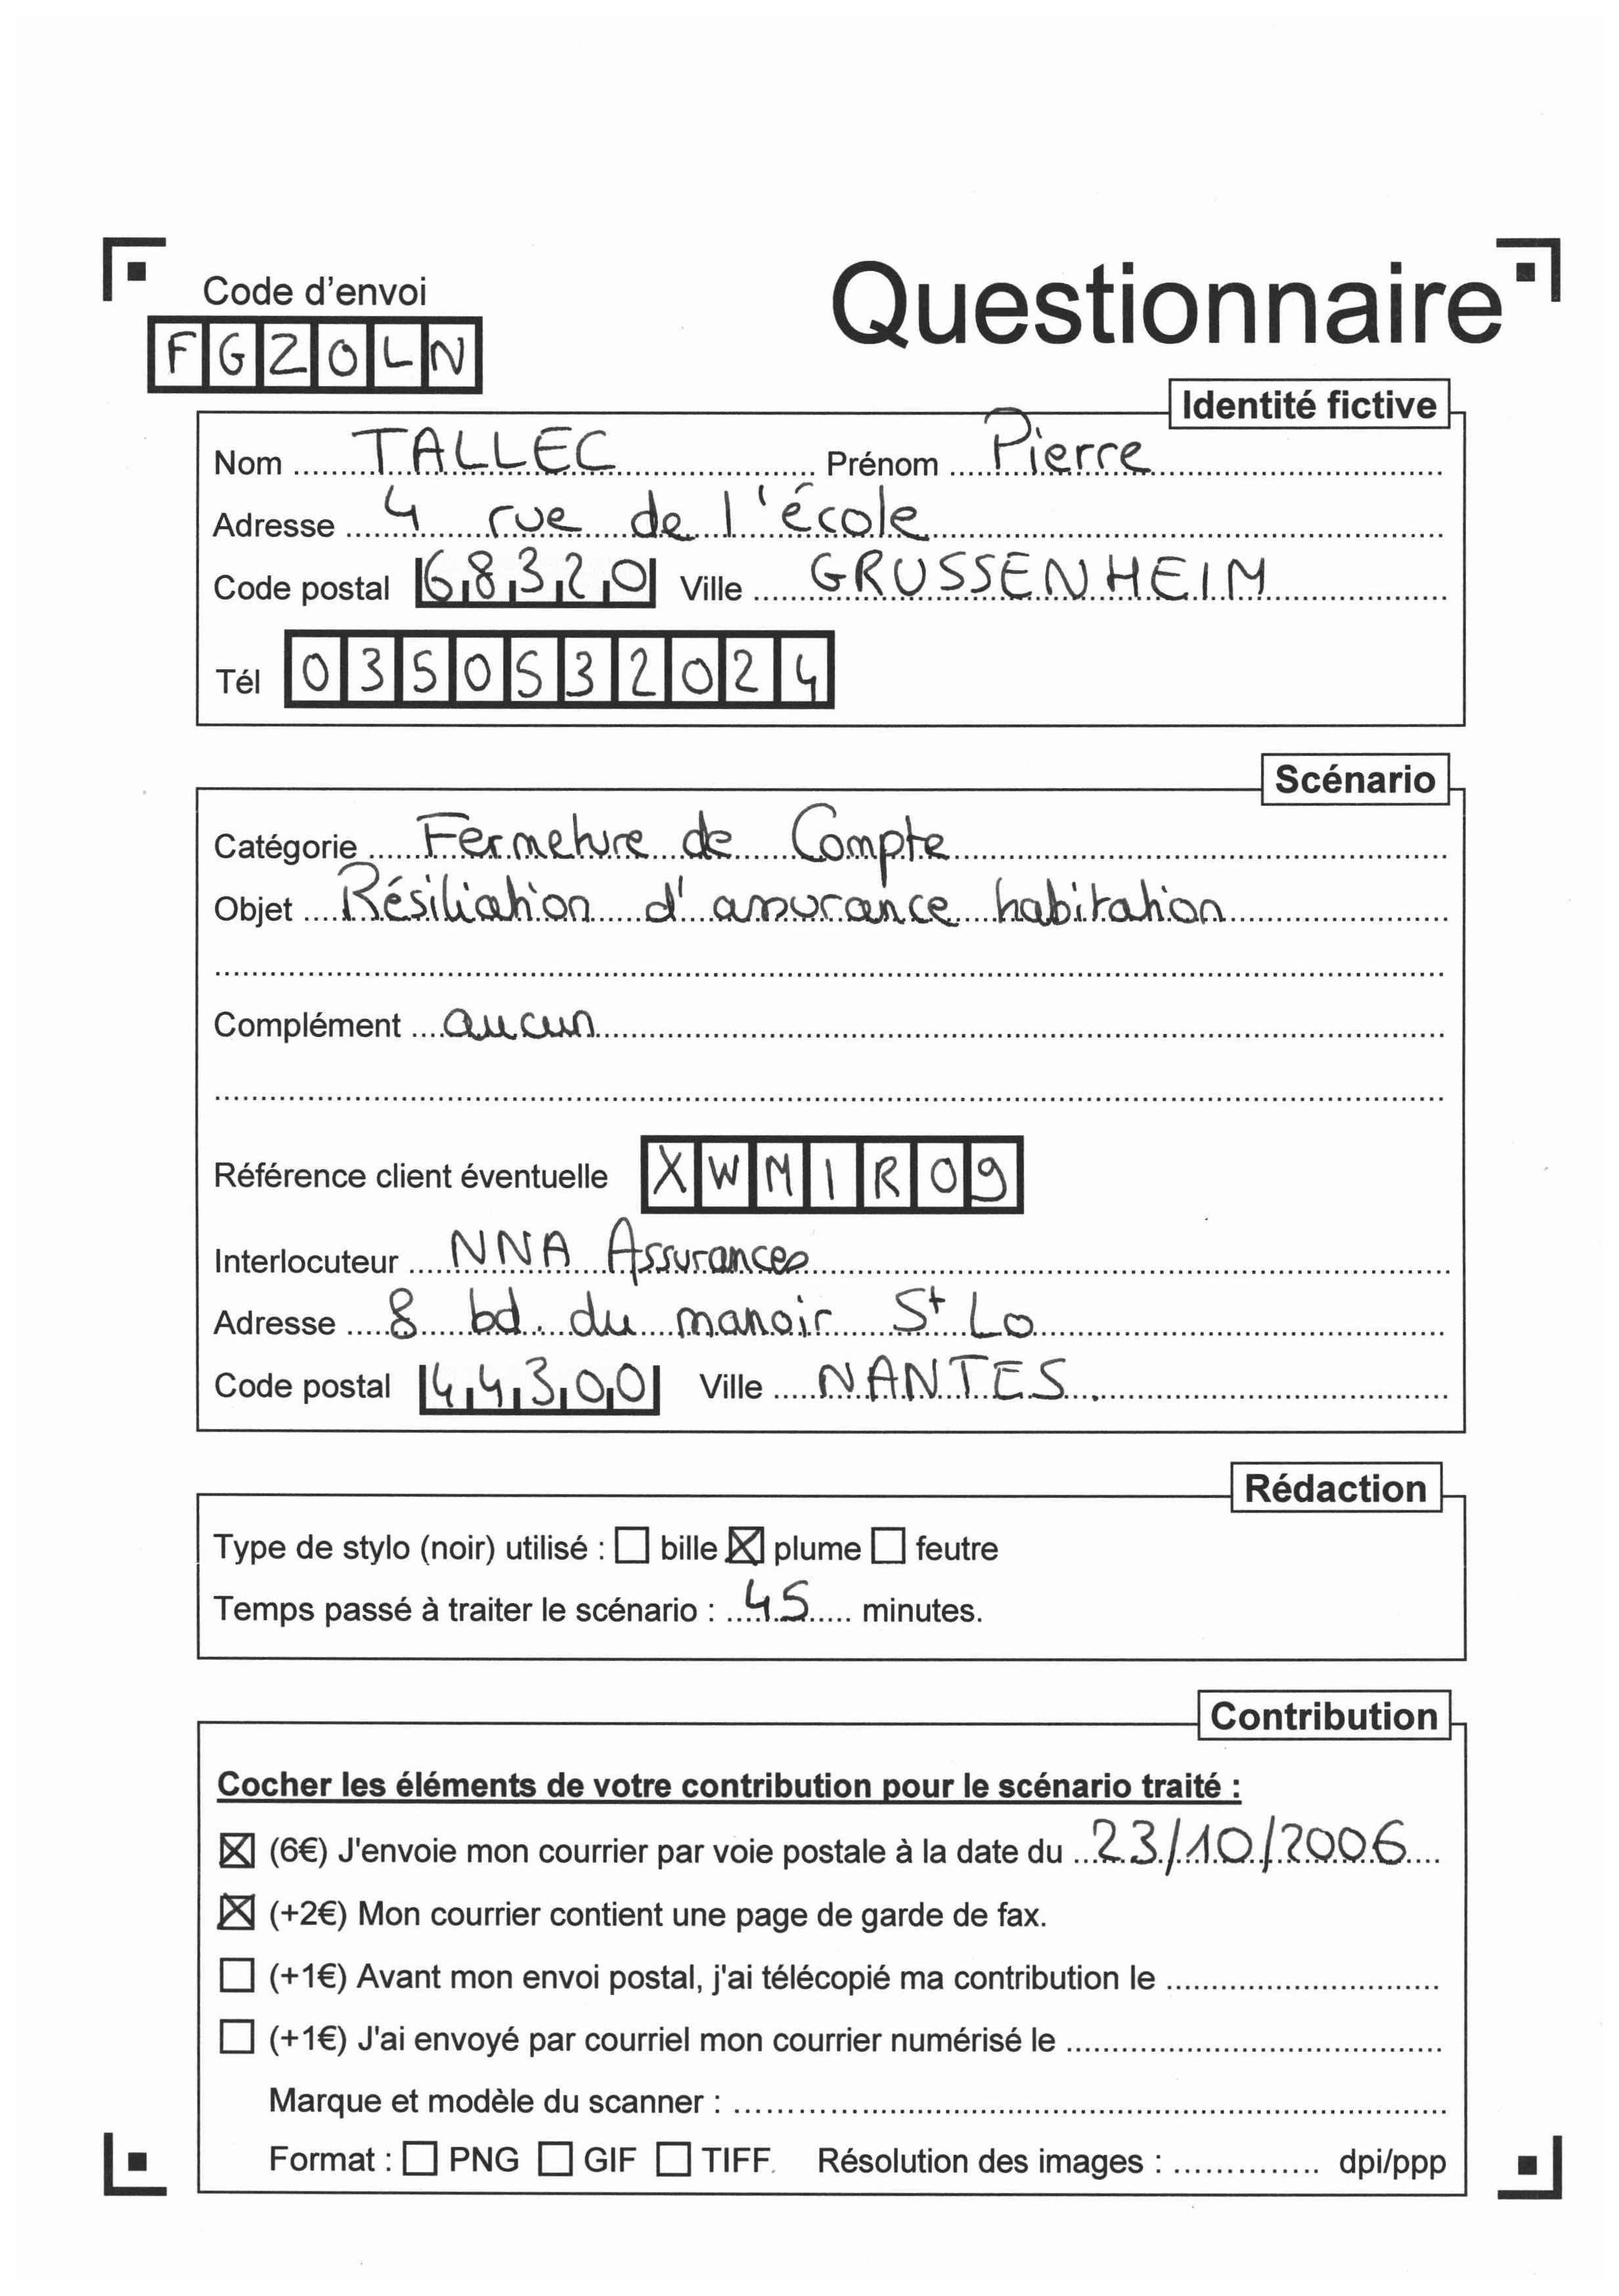 Code d'envoi
Questionnaire
FGZOLN
Identité fictive
Nom TALLEC Prénom Pierre
Adresse 4 rue de l'école
Code postal 68320 Ville GRUSSENHEIM
Tél 0350532024
Scénario
Catégorie Fermeture de Compte
Objet Résiliation d'assurance habitation
Complément aucun
Référence client éventuelle XWMIR09
Interlocuteur NNA Assurances
Adresse 8 bd. du manoir St Lo
Code postal 44300 Ville NANTES.
Rédaction
Type de stylo (noir) utilisé : ☐ bille ☒ plume ☐ feutre
Temps passé à traiter le scénario : 45 minutes.
Contribution
Cocher les éléments de votre contribution pour le scénario traité :
☒ (6€) J'envoie mon courrier par voie postale à la date du 23/10/2006
☒ (+2€) Mon courrier contient une page de garde de fax.
☐ (+1€) Avant mon envoi postal, j'ai télécopié ma contribution le
☐ (+1€) J'ai envoyé par courriel mon courrier numérisé le
Marque et modèle du scanner :
Format : ☐ PNG ☐ GIF ☐ TIFF Résolution des images : dpi/ppp